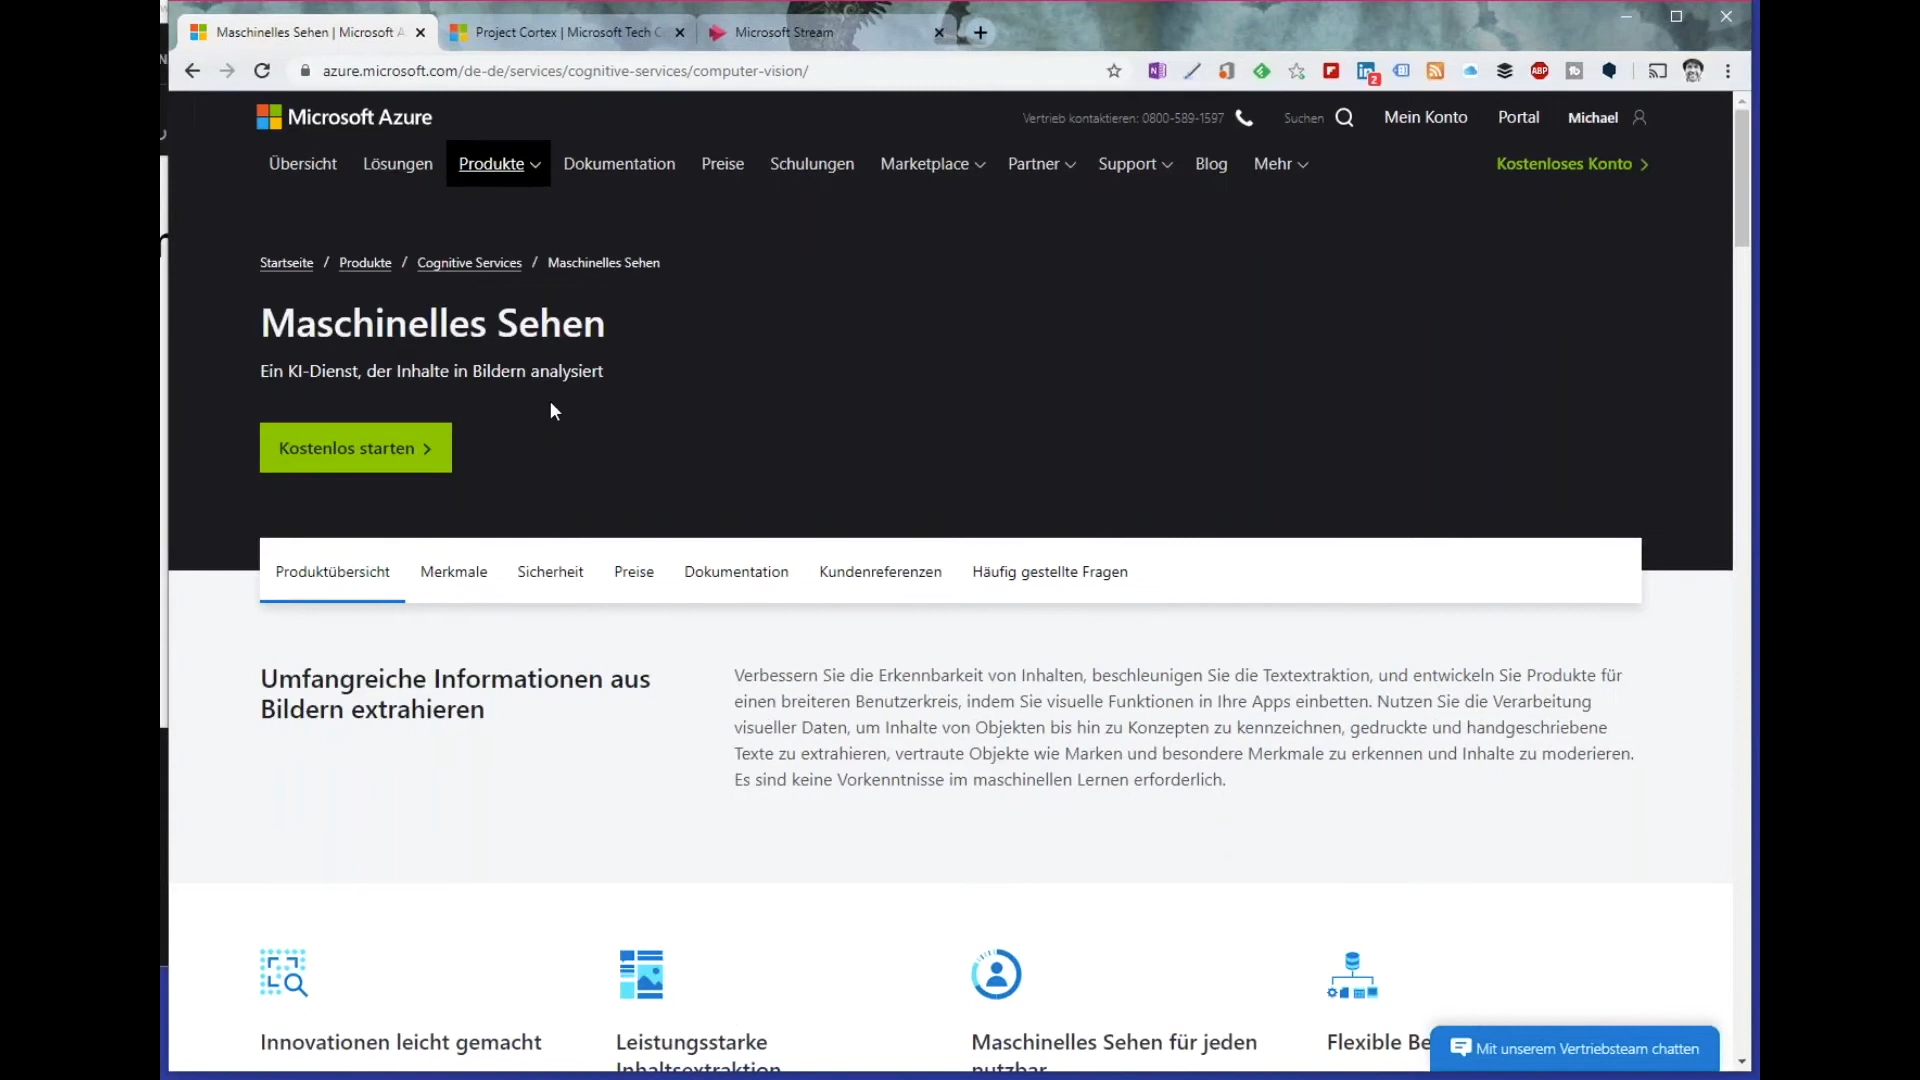 Maschinelles Sehen | Microsoft A
Project Cortex | Microsoft Tech C
Microsoft Stream
azure.microsoft.com/de-de/services/cognitive-services/computer-vision/
2
ABP
Microsoft Azure
Vertrieb kontaktieren: 0800-589-1597
Suchen
Mein Konto
Portal
Michael
Übersicht
Lösungen
Produkte
Dokumentation
Preise
Schulungen
Marketplace
Partner
Support
Blog
Mehr
Kostenloses Konto
Startseite / Produkte / Cognitive Services / Maschinelles Sehen
Maschinelles Sehen
Ein KI-Dienst, der Inhalte in Bildern analysiert
Kostenlos starten
Produktübersicht
Merkmale
Sicherheit
Preise
Dokumentation
Kundenreferenzen
Häufig gestellte Fragen
Umfangreiche Informationen aus
Bildern extrahieren
Verbessern Sie die Erkennbarkeit von Inhalten, beschleunigen Sie die Textextraktion, und entwickeln Sie Produkte für
einen breiteren Benutzerkreis, indem Sie visuelle Funktionen in Ihre Apps einbetten. Nutzen Sie die Verarbeitung
visueller Daten, um Inhalte von Objekten bis hin zu Konzepten zu kennzeichnen, gedruckte und handgeschriebene
Texte zu extrahieren, vertraute Objekte wie Marken und besondere Merkmale zu erkennen und Inhalte zu moderieren.
Es sind keine Vorkenntnisse im maschinellen Lernen erforderlich.
Innovationen leicht gemacht
Leistungsstarke
Inhaltsextraktion
Maschinelles Sehen für jeden
nutzbar
Flexible Be
Mit unserem Vertriebsteam chatten